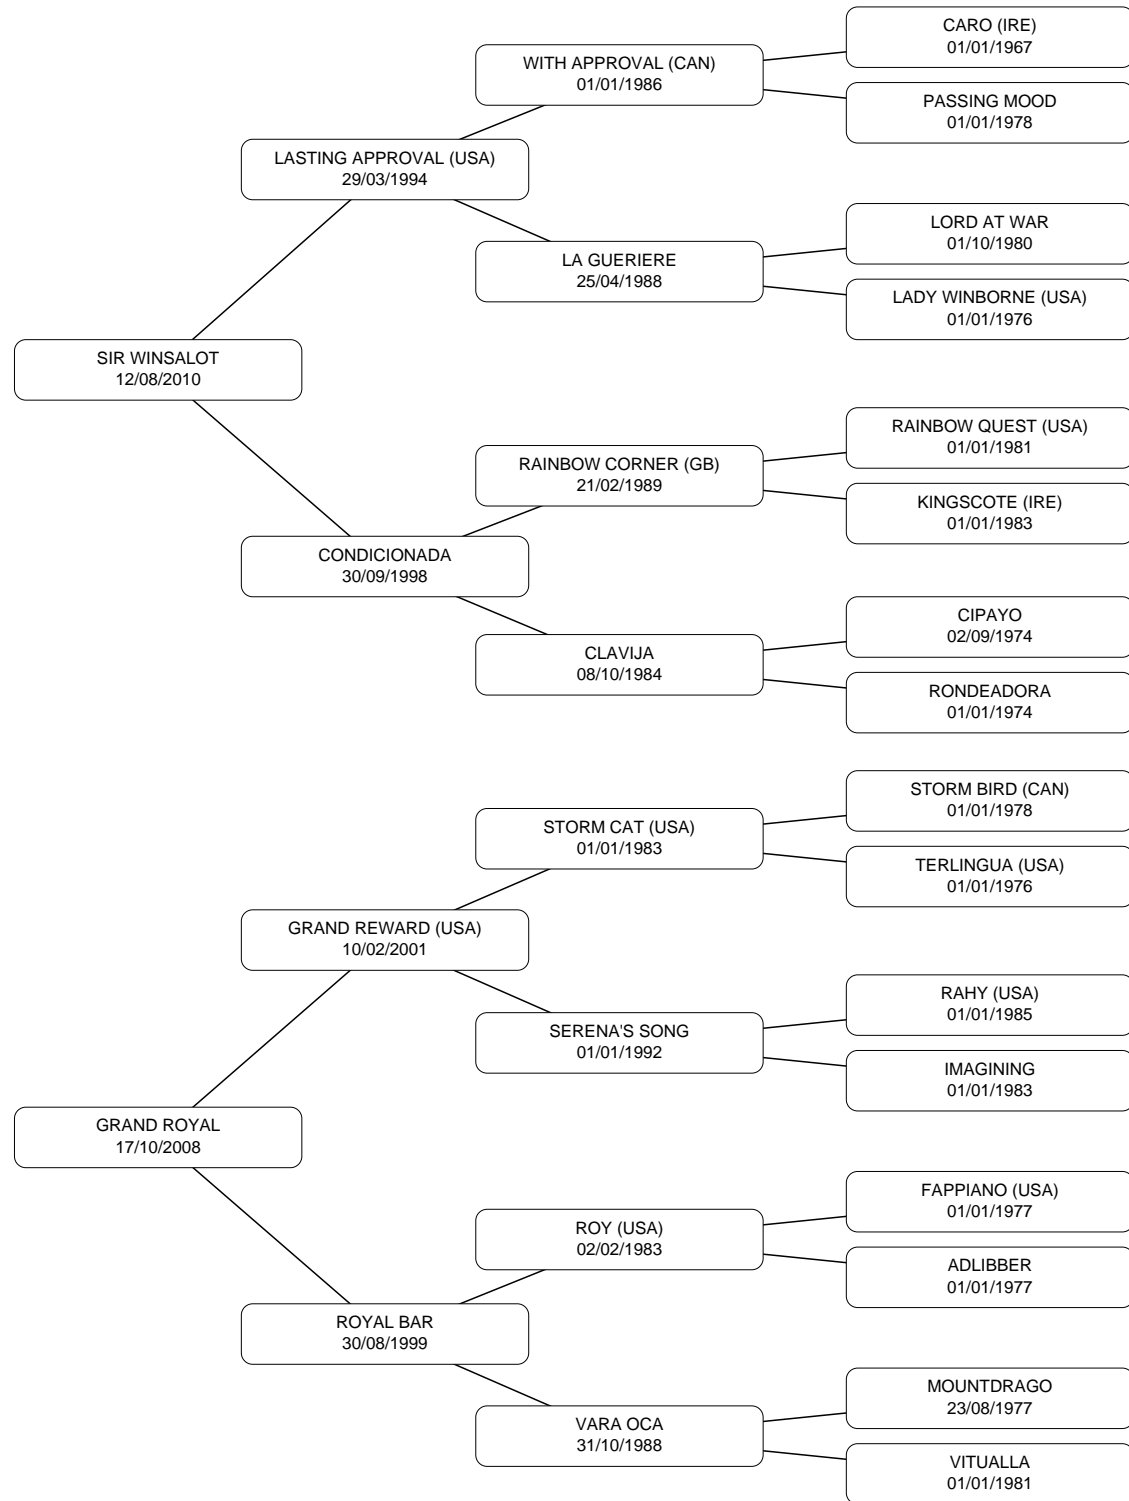 CARO (IRE)
01/01/1967
WITH APPROVAL (CAN)
01/01/1986
PASSING MOOD
01/01/1978
LASTING APPROVAL (USA)
29/03/1994
LORD AT WAR
01/10/1980
LA GUERIERE
25/04/1988
LADY WINBORNE (USA)
01/01/1976
SIR WINSALOT
12/08/2010
RAINBOW QUEST (USA)
01/01/1981
RAINBOW CORNER (GB)
21/02/1989
KINGSCOTE (IRE)
01/01/1983
CONDICIONADA
30/09/1998
CIPAYO
02/09/1974
CLAVIJA
08/10/1984
RONDEADORA
01/01/1974
STORM BIRD (CAN)
01/01/1978
STORM CAT (USA)
01/01/1983
TERLINGUA (USA)
01/01/1976
GRAND REWARD (USA)
10/02/2001
RAHY (USA)
01/01/1985
SERENA'S SONG
01/01/1992
IMAGINING
01/01/1983
GRAND ROYAL
17/10/2008
FAPPIANO (USA)
01/01/1977
ROY (USA)
02/02/1983
ADLIBBER
01/01/1977
ROYAL BAR
30/08/1999
MOUNTDRAGO
23/08/1977
VARA OCA
31/10/1988
VITUALLA
01/01/1981